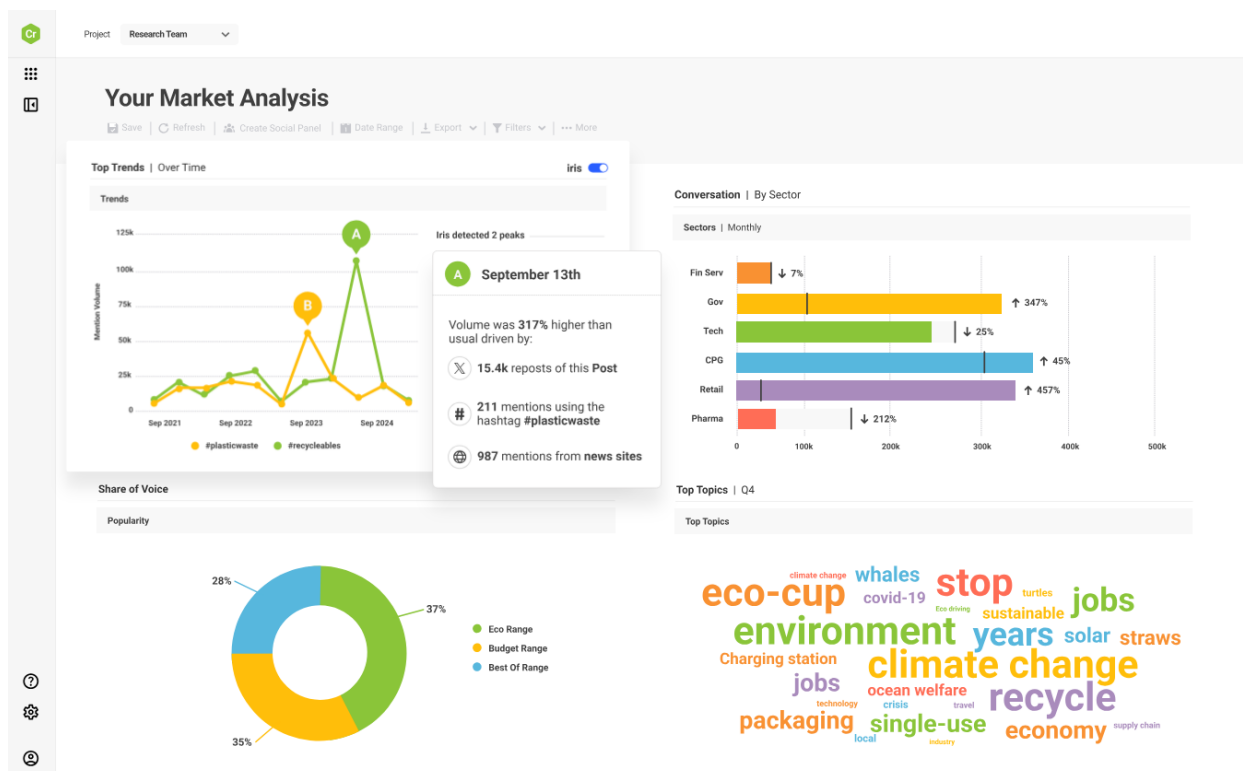 Cr
Project Research Team
Your Market Analysis
Save Refresh Create Social Panel Date Range Export Filters More
Top Trends | Over Time
iris
Trends
Iris detected 2 peaks
Mention Volume
125k
100k
75k
50k
25k
0
A
B
Sep 2021 Sep 2022 Sep 2023 Sep 2024
#plasticwaste #recycleables
A September 13th
Volume was 317% higher than
usual driven by:
15.4k reposts of this Post
# 211 mentions using the
hashtag #plasticwaste
987 mentions from news sites
Conversation | By Sector
Sectors | Monthly
Fin Serv 7%
Gov 347%
Tech 25%
CPG 45%
Retail 457%
Pharma 212%
0 100k 200k 300k 400k 500k
Share of Voice
Popularity
28%
37%
35%
Eco Range
Budget Range
Best Of Range
Top Topics | Q4
Top Topics
climate change whales stop
eco-cup covid-19 turtles jobs
Eco driving sustainable
environment years solar straws
Charging station climate change
jobs ocean welfare recycle
technology crisis travel
packaging single-use economy supply chain
local industry